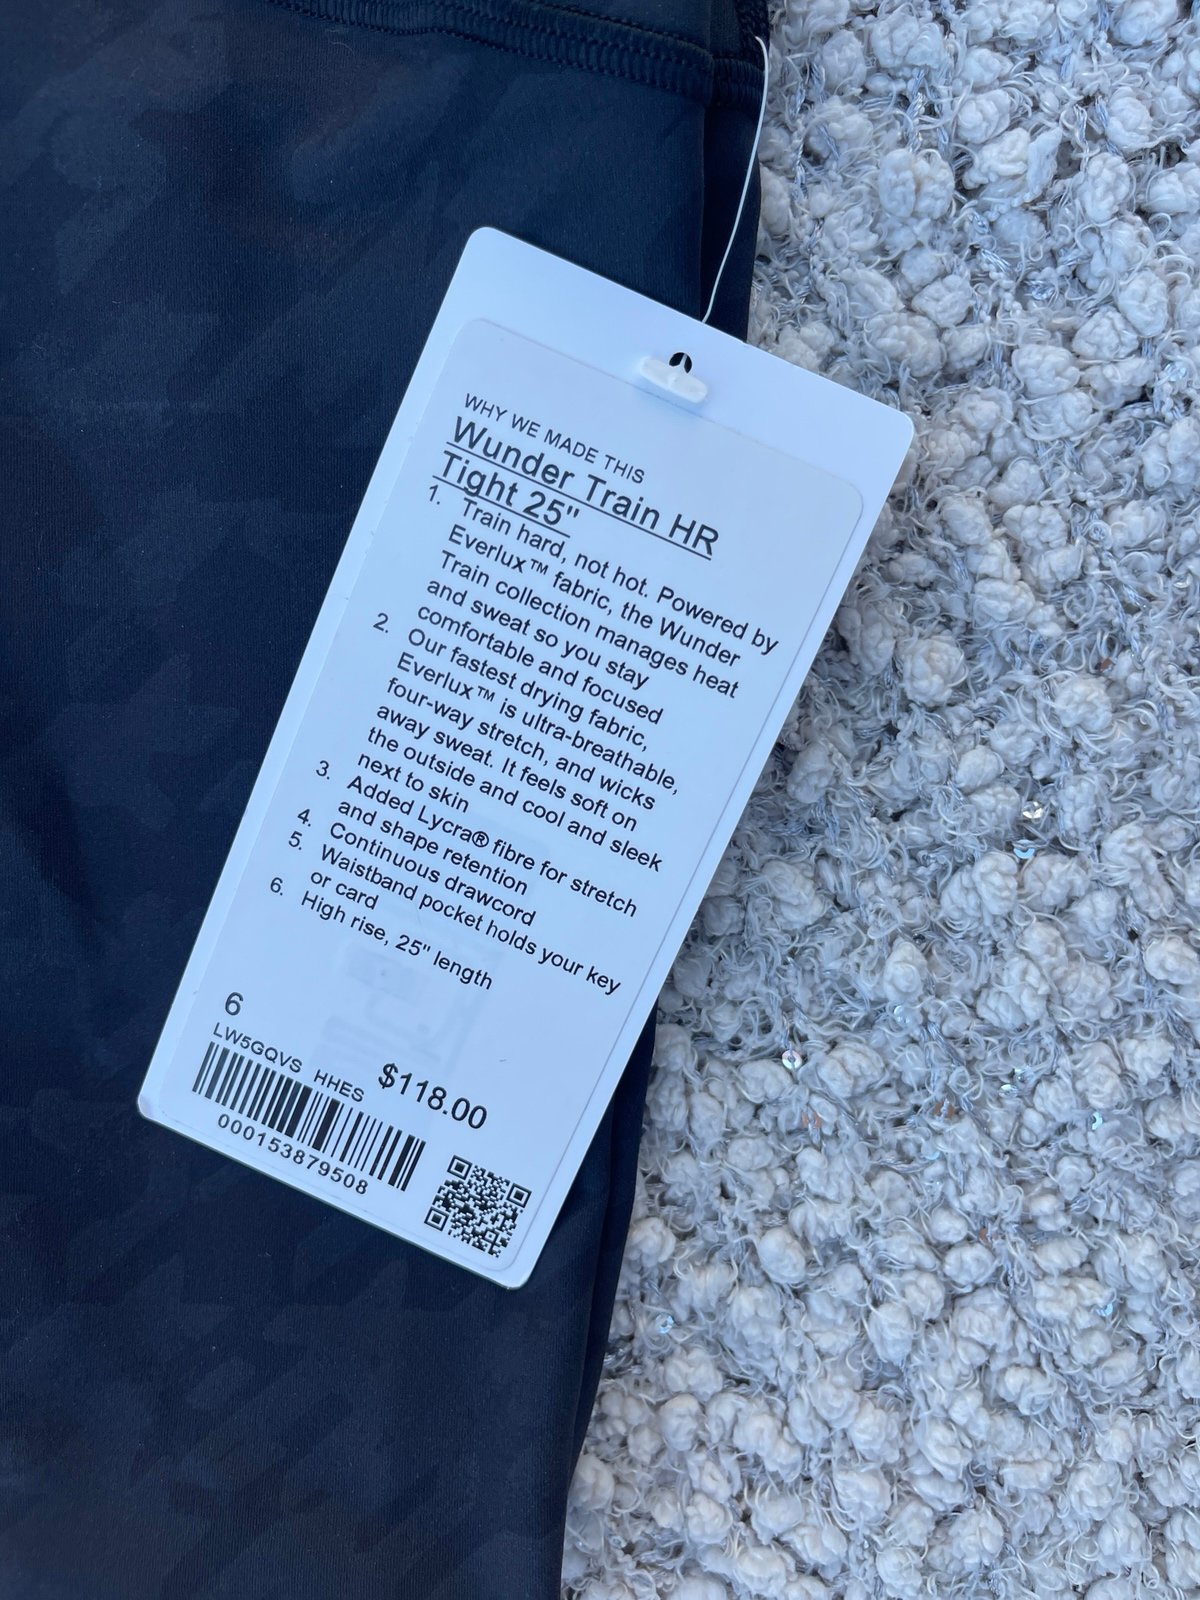 WHY WE MADE THIS
Wunder Train HR
Tight 25"
1. Train hard, not hot. Powered by
Everlux™ fabric, the Wunder
Train collection manages heat
and sweat so you stay
comfortable and focused
2. Our fastest drying fabric,
Everlux™ is ultra-breathable,
four-way stretch, and wicks
away sweat. It feels soft on
the outside and cool and sleek
next to skin
3. Added Lycra® fibre for stretch
and shape retention
4. Continuous drawcord
5. Waistband pocket holds your key
or card
6. High rise, 25" length
6
LW5GQVS HHES
$118.00
000153879508